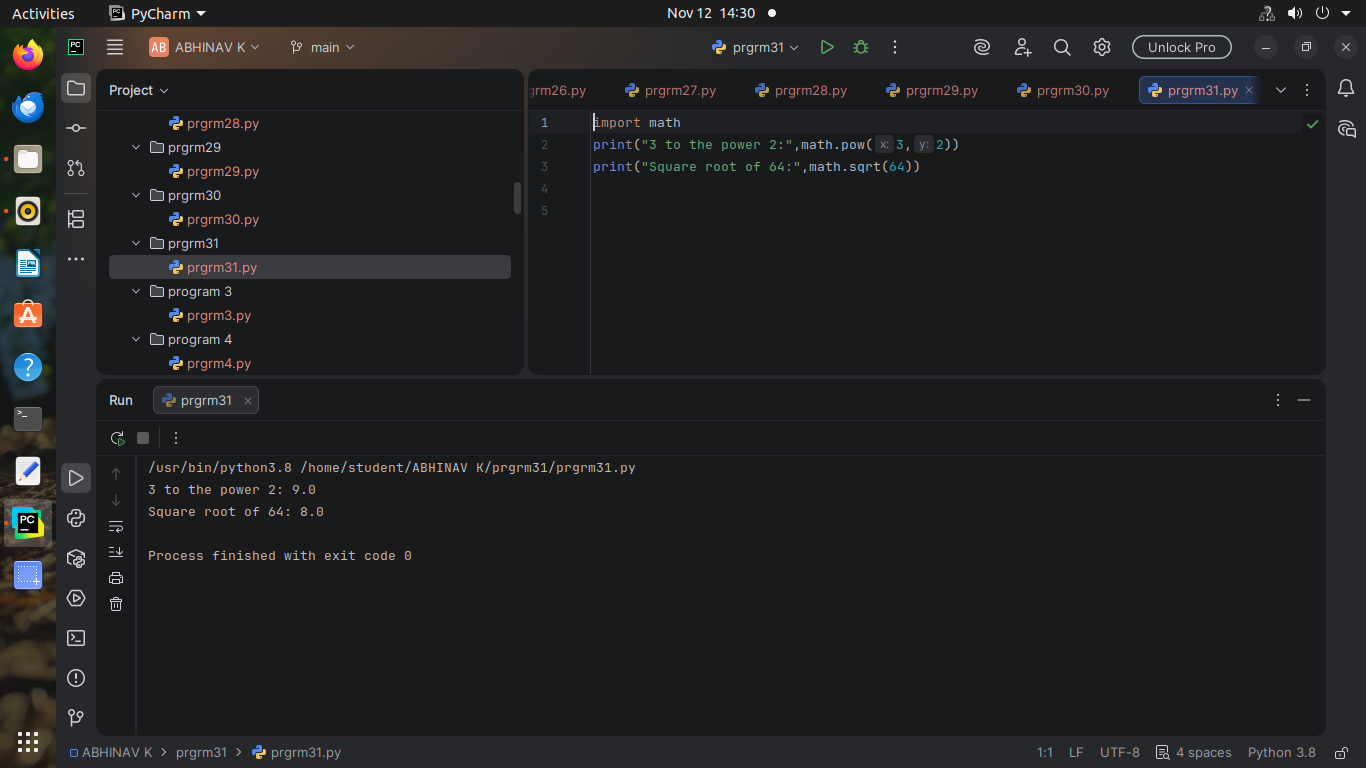 Activities PyCharm Nov 12 14:30
PC AB ABHINAV K main prgrm31 Unlock Pro
Project
prgrm28.py
prgrm29
prgrm29.py
prgrm30
prgrm30.py
prgrm31
prgrm31.py
program 3
prgrm3.py
program 4
prgrm4.py
grm26.py prgrm27.py prgrm28.py prgrm29.py prgrm30.py prgrm31.py
1 import math
2 print("3 to the power 2:",math.pow( x: 3, y: 2))
3 print("Square root of 64:",math.sqrt(64))
4
5
Run prgrm31
/usr/bin/python3.8 /home/student/ABHINAV K/prgrm31/prgrm31.py
3 to the power 2: 9.0
Square root of 64: 8.0
Process finished with exit code 0
PC
ABHINAV K prgrm31 prgrm31.py 1:1 LF UTF-8 4 spaces Python 3.8